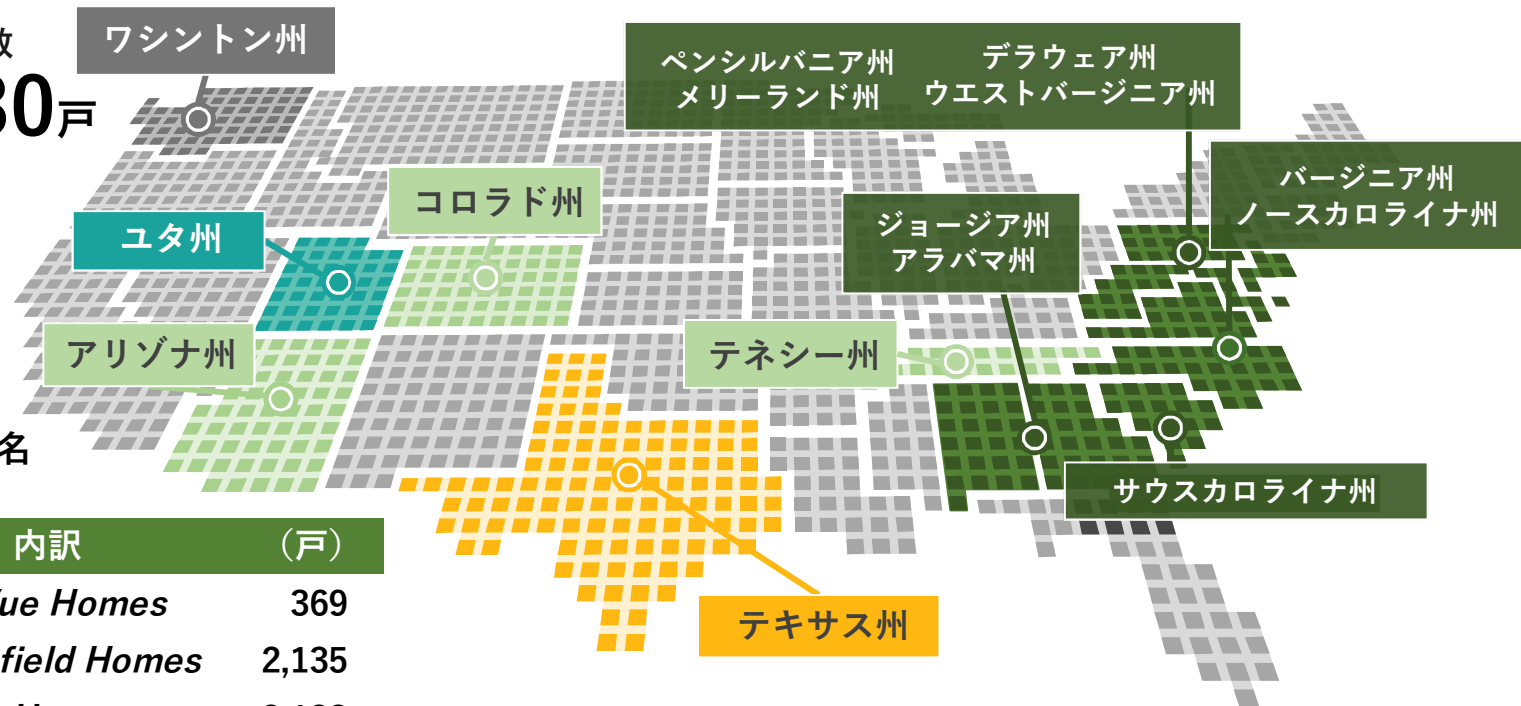 数
ワシントン州
80戸
ペンシルバニア州 デラウェア州
メリーランド州 ウエストバージニア州
バージニア州
ノースカロライナ州
コロラド州
ジョージア州
アラバマ州
ユタ州
アリゾナ州
テネシー州
名
サウスカロライナ州
テキサス州
内訳 （戸）
Homes 369
field Homes 2,135